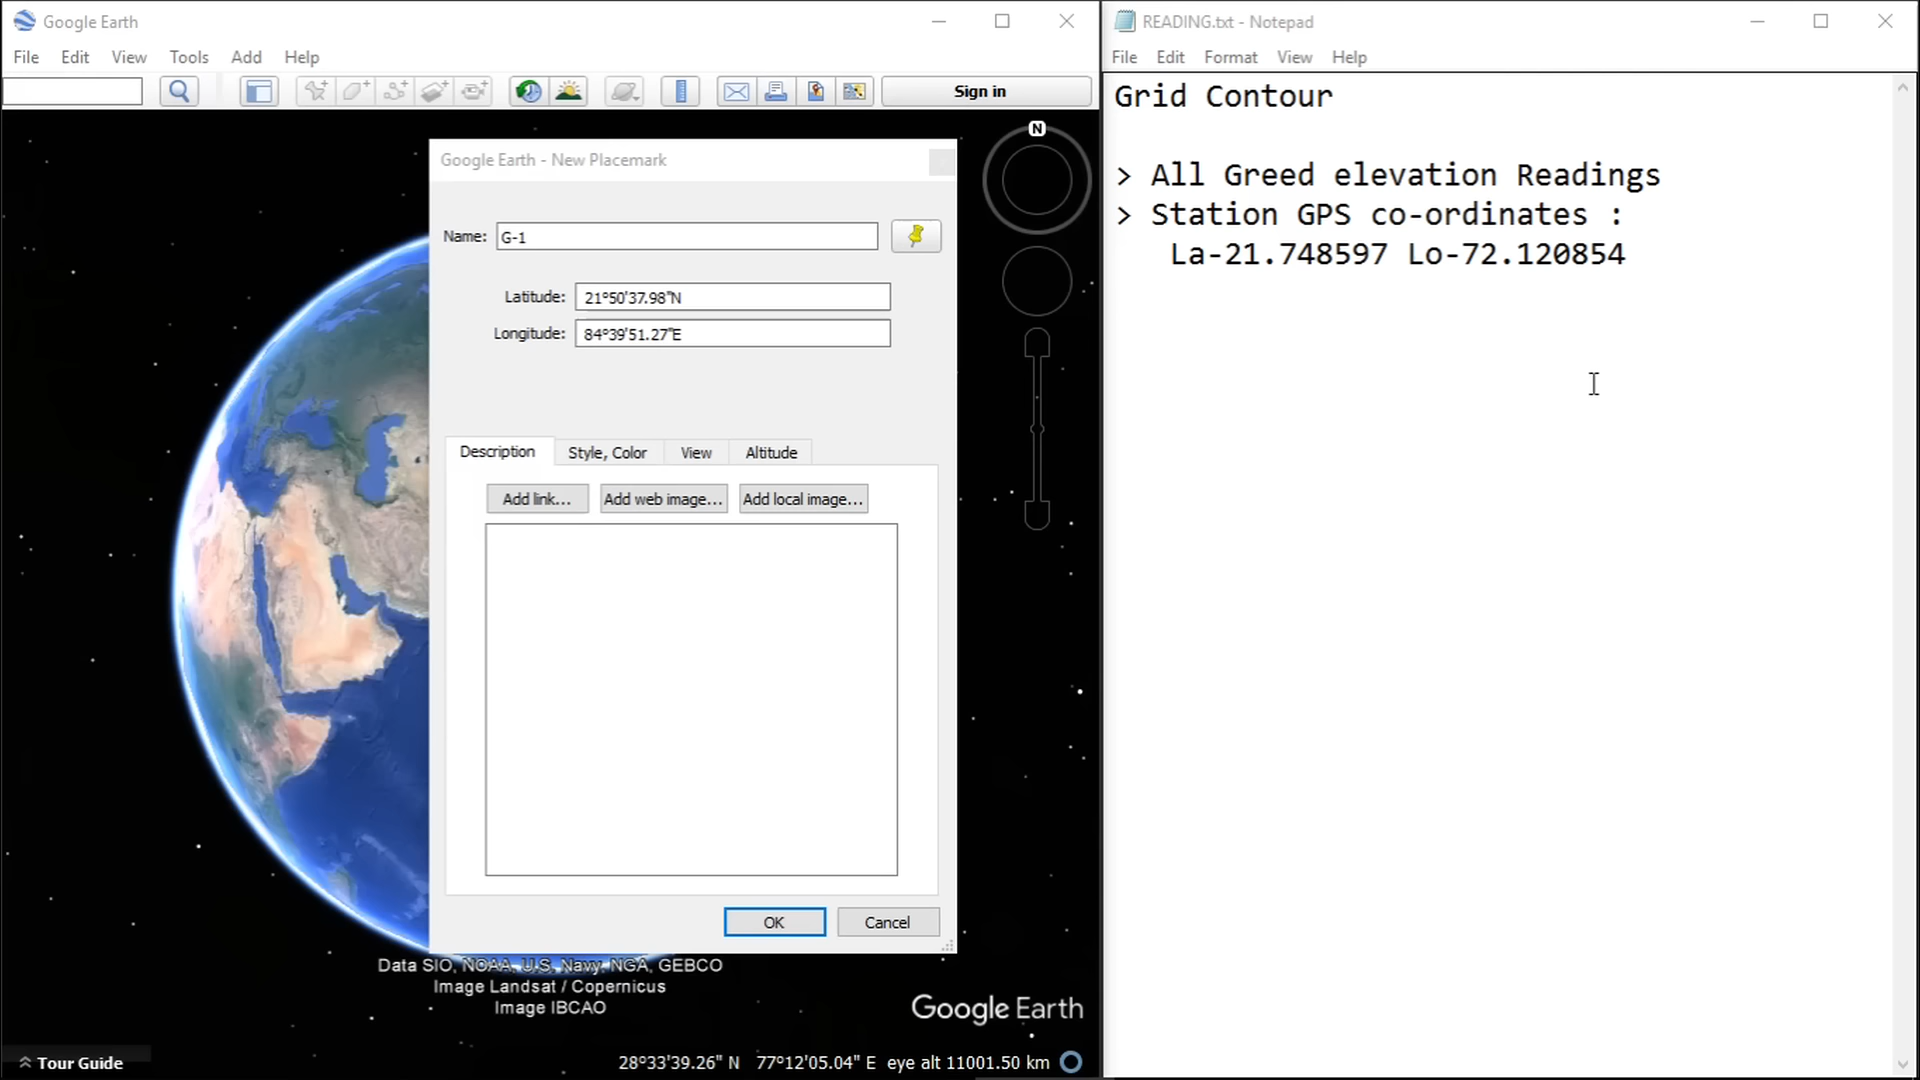 Google Earth
File Edit View Tools Add Help
Sign in
Google Earth - New Placemark
Name: G-1
Latitude: 21°50'37.98"N
Longitude: 84°39'51.27"E
Description Style, Color View Altitude
Add link... Add web image... Add local image...
OK Cancel
N
Data SIO, NOAA, U.S. Navy, NGA, GEBCO
Image Landsat / Copernicus
Image IBCAO
Google Earth
Tour Guide
28°33'39.26" N 77°12'05.04" E eye alt 11001.50 km
READING.txt - Notepad
File Edit Format View Help
Grid Contour
> All Greed elevation Readings
> Station GPS co-ordinates :
La-21.748597 Lo-72.120854